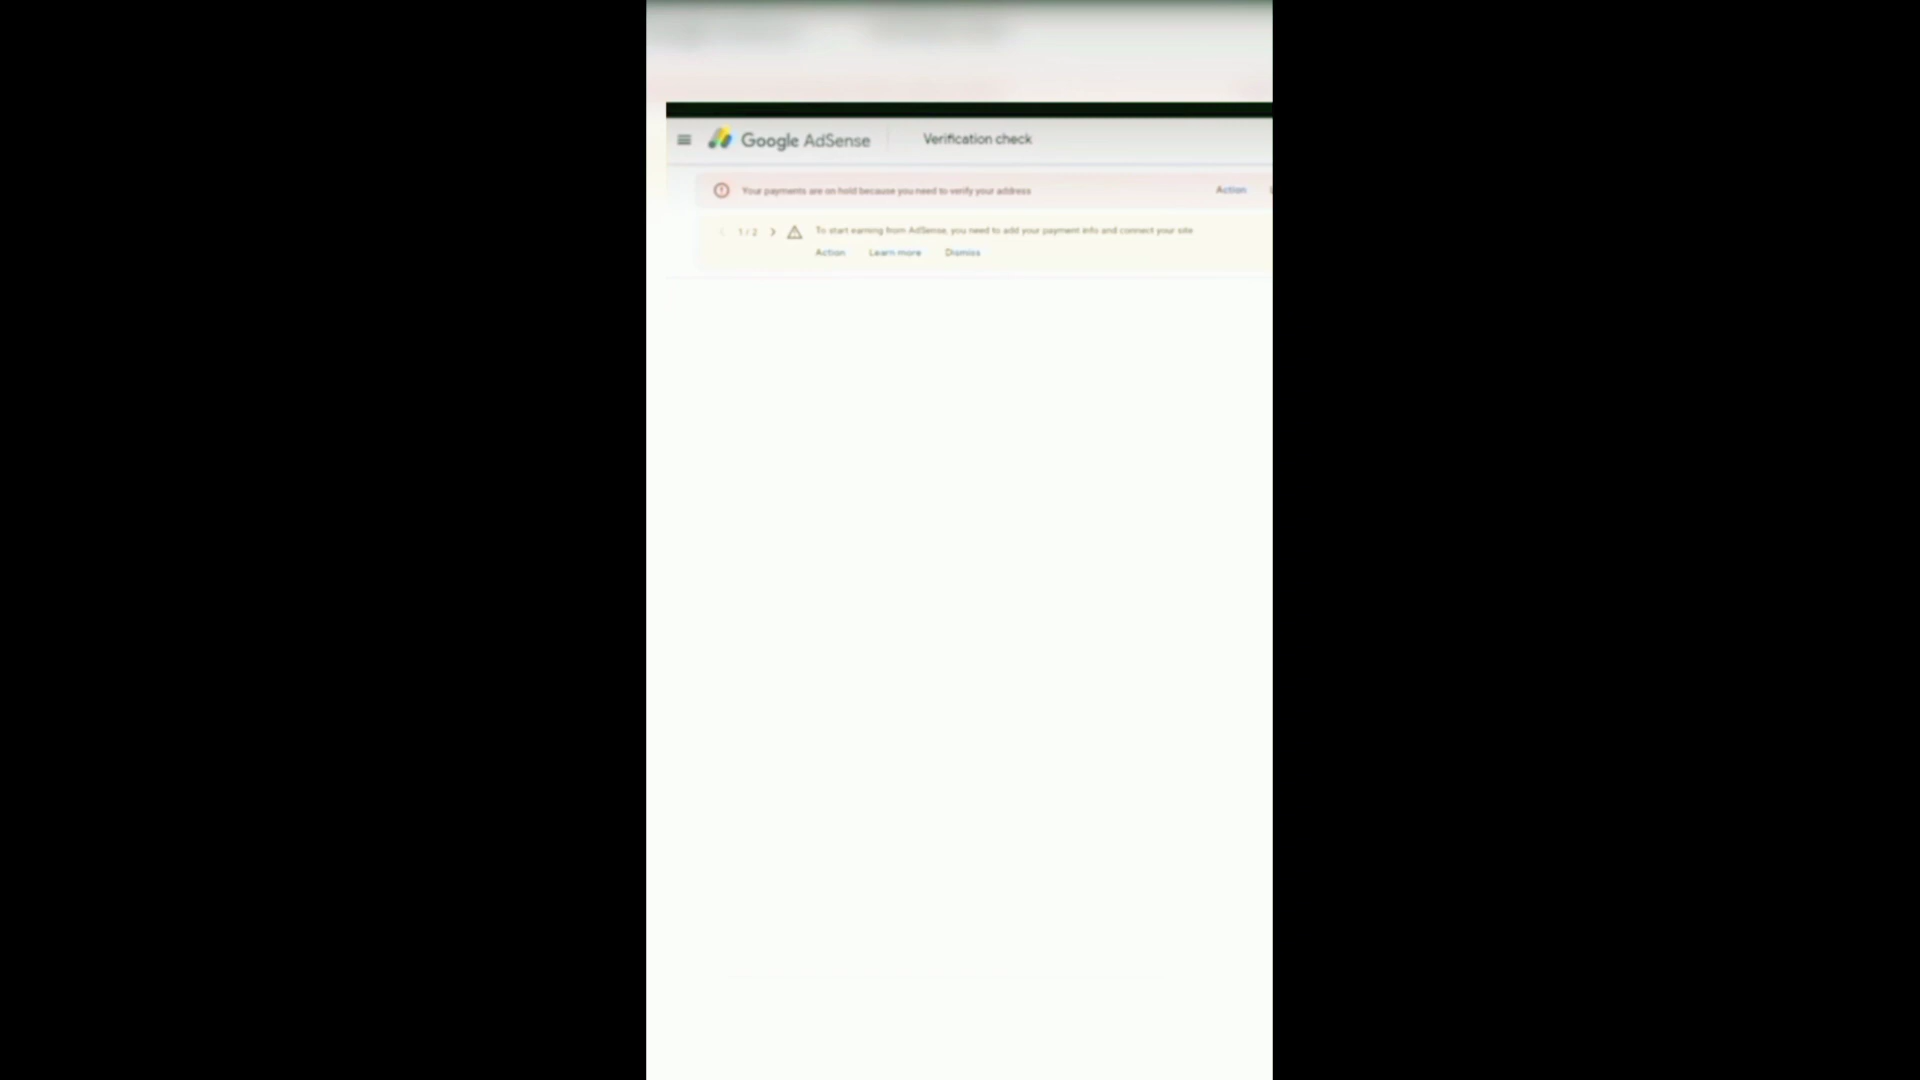 Google AdSense
Verification check
Your payments are on hold because you need to verify your address
Action
1 / 2
To start earning from AdSense, you need to add your payment info and connect your site
Action Learn more Dismiss